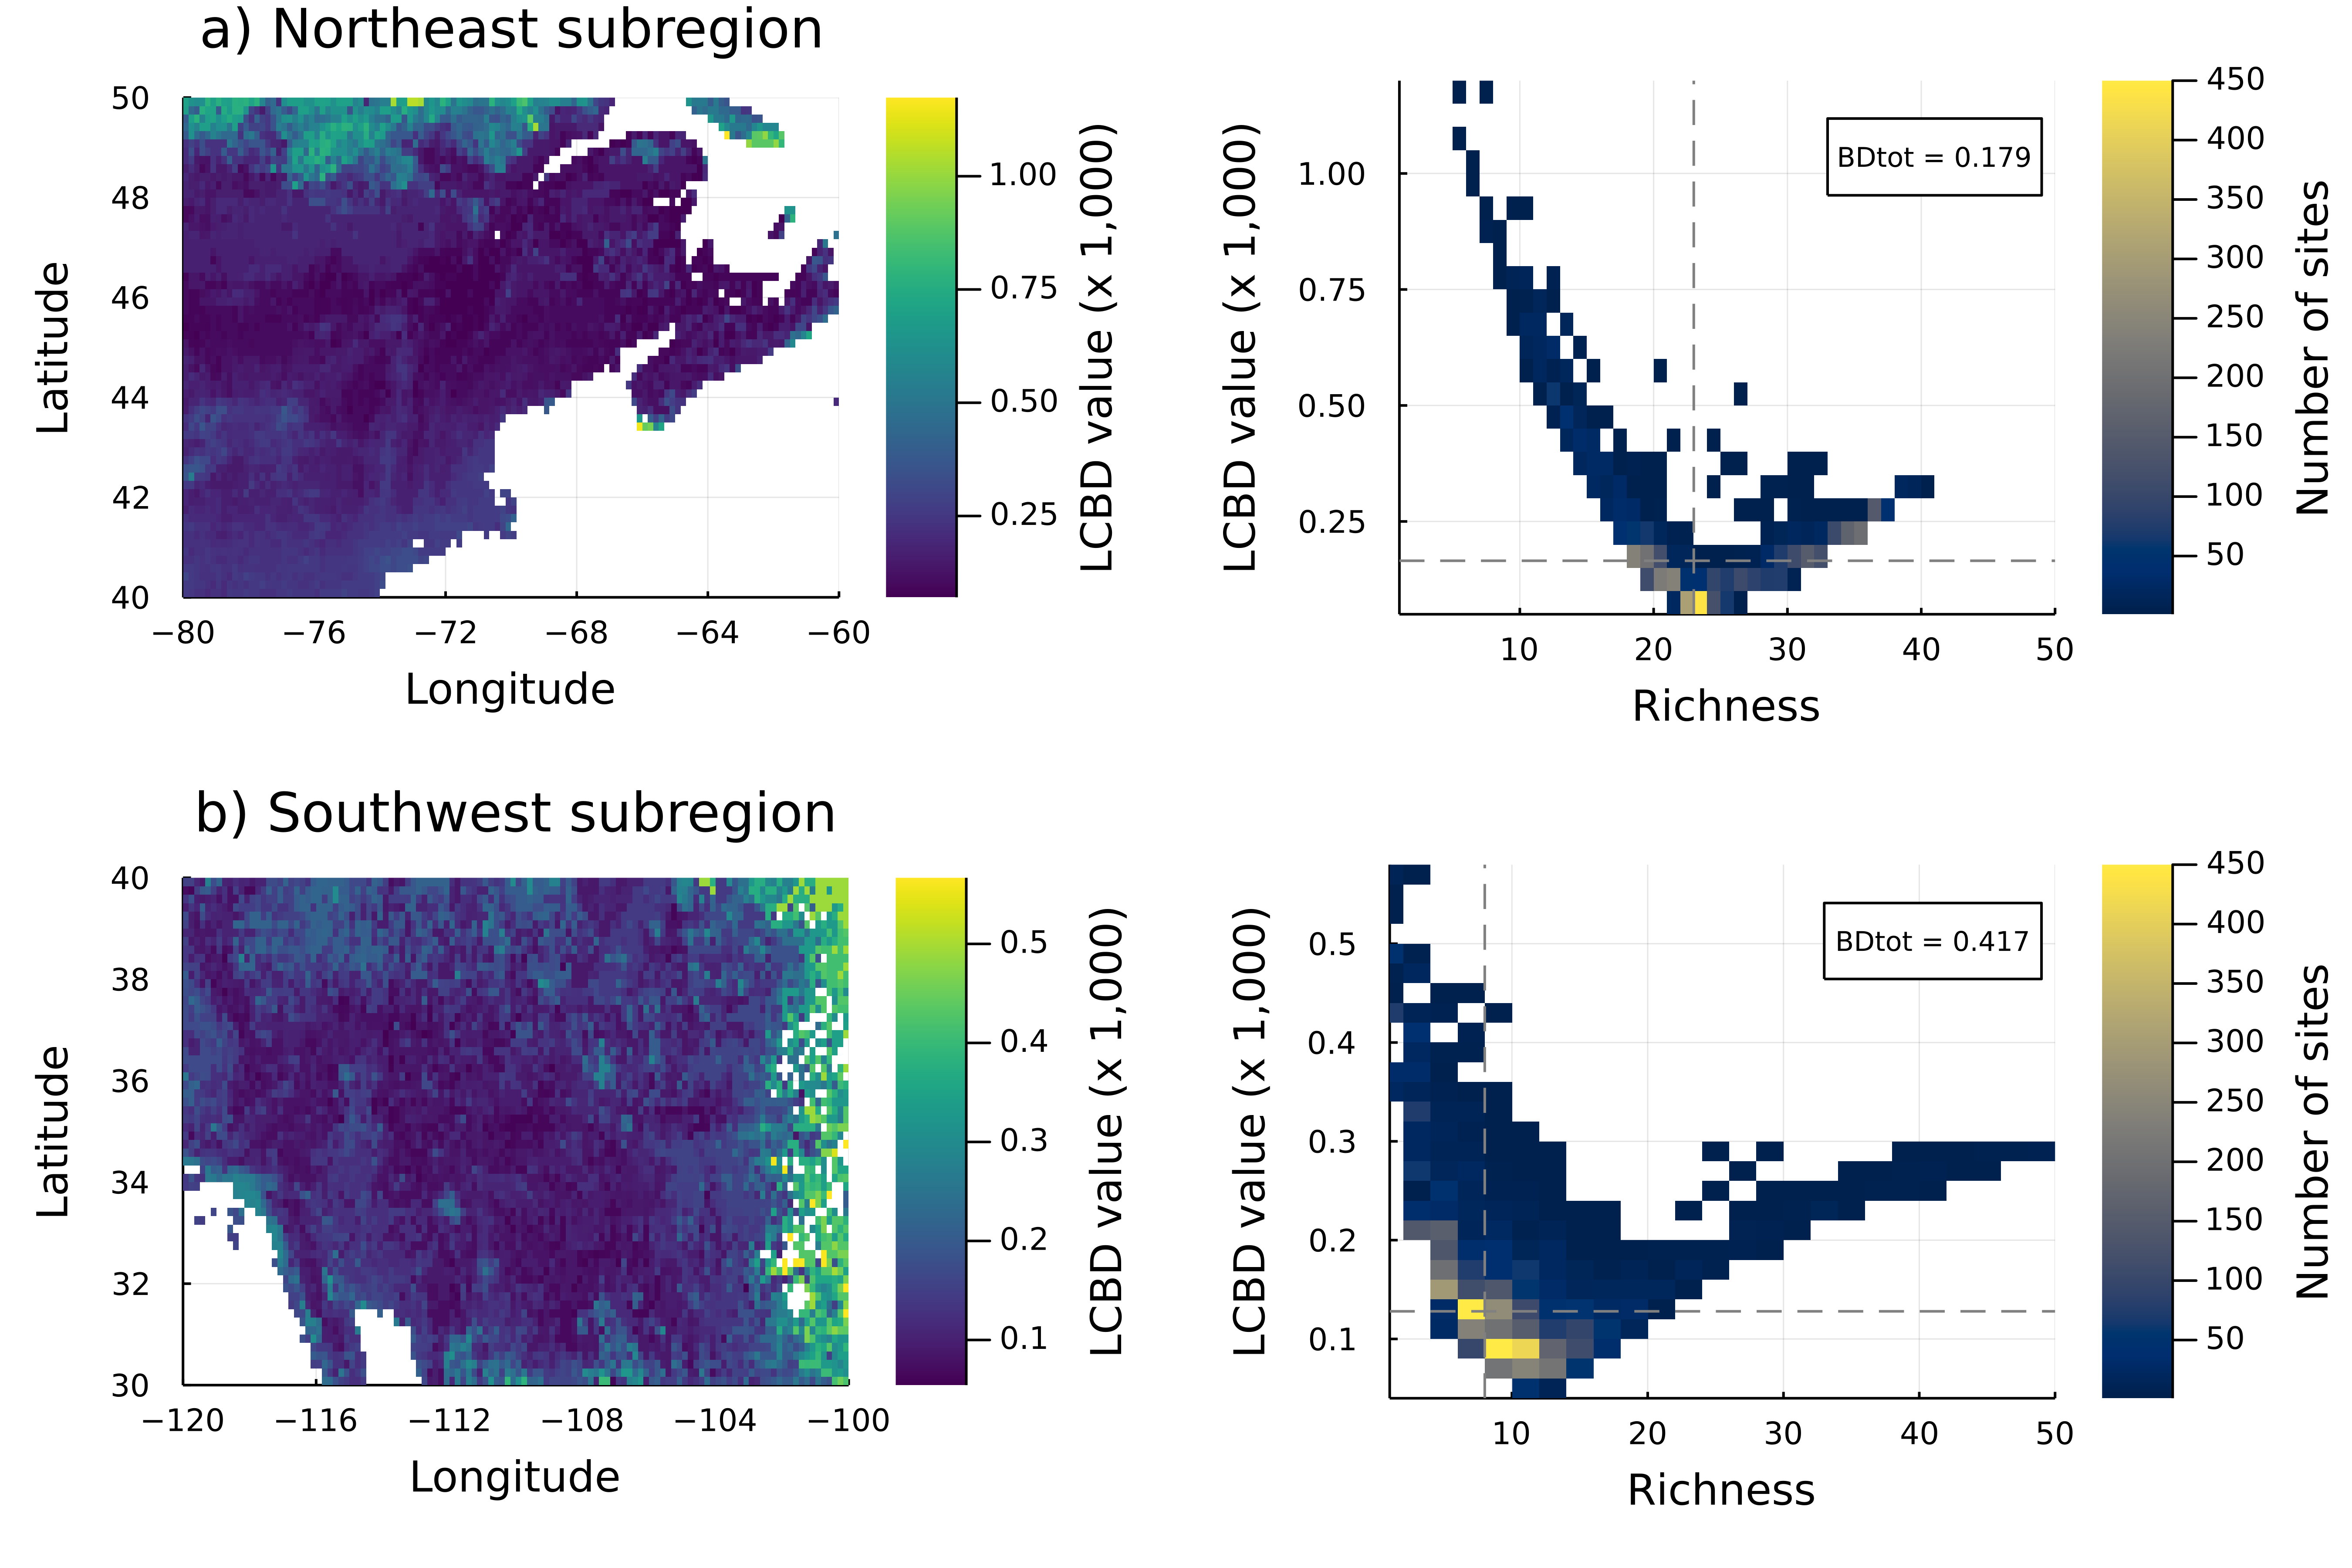 a) Northeast subregion
50
48
46
44
42
40
Latitude
−80 −76 −72 −68 −64 −60
Longitude
1.00
0.75
0.50
0.25
LCBD value (x 1,000)
LCBD value (x 1,000)
1.00
0.75
0.50
0.25
BDtot = 0.179
10 20 30 40 50
Richness
450
400
350
300
250
200
150
100
50
Number of sites
b) Southwest subregion
40
38
36
34
32
30
Latitude
−120 −116 −112 −108 −104 −100
Longitude
0.5
0.4
0.3
0.2
0.1
LCBD value (x 1,000)
LCBD value (x 1,000)
0.5
0.4
0.3
0.2
0.1
BDtot = 0.417
10 20 30 40 50
Richness
450
400
350
300
250
200
150
100
50
Number of sites